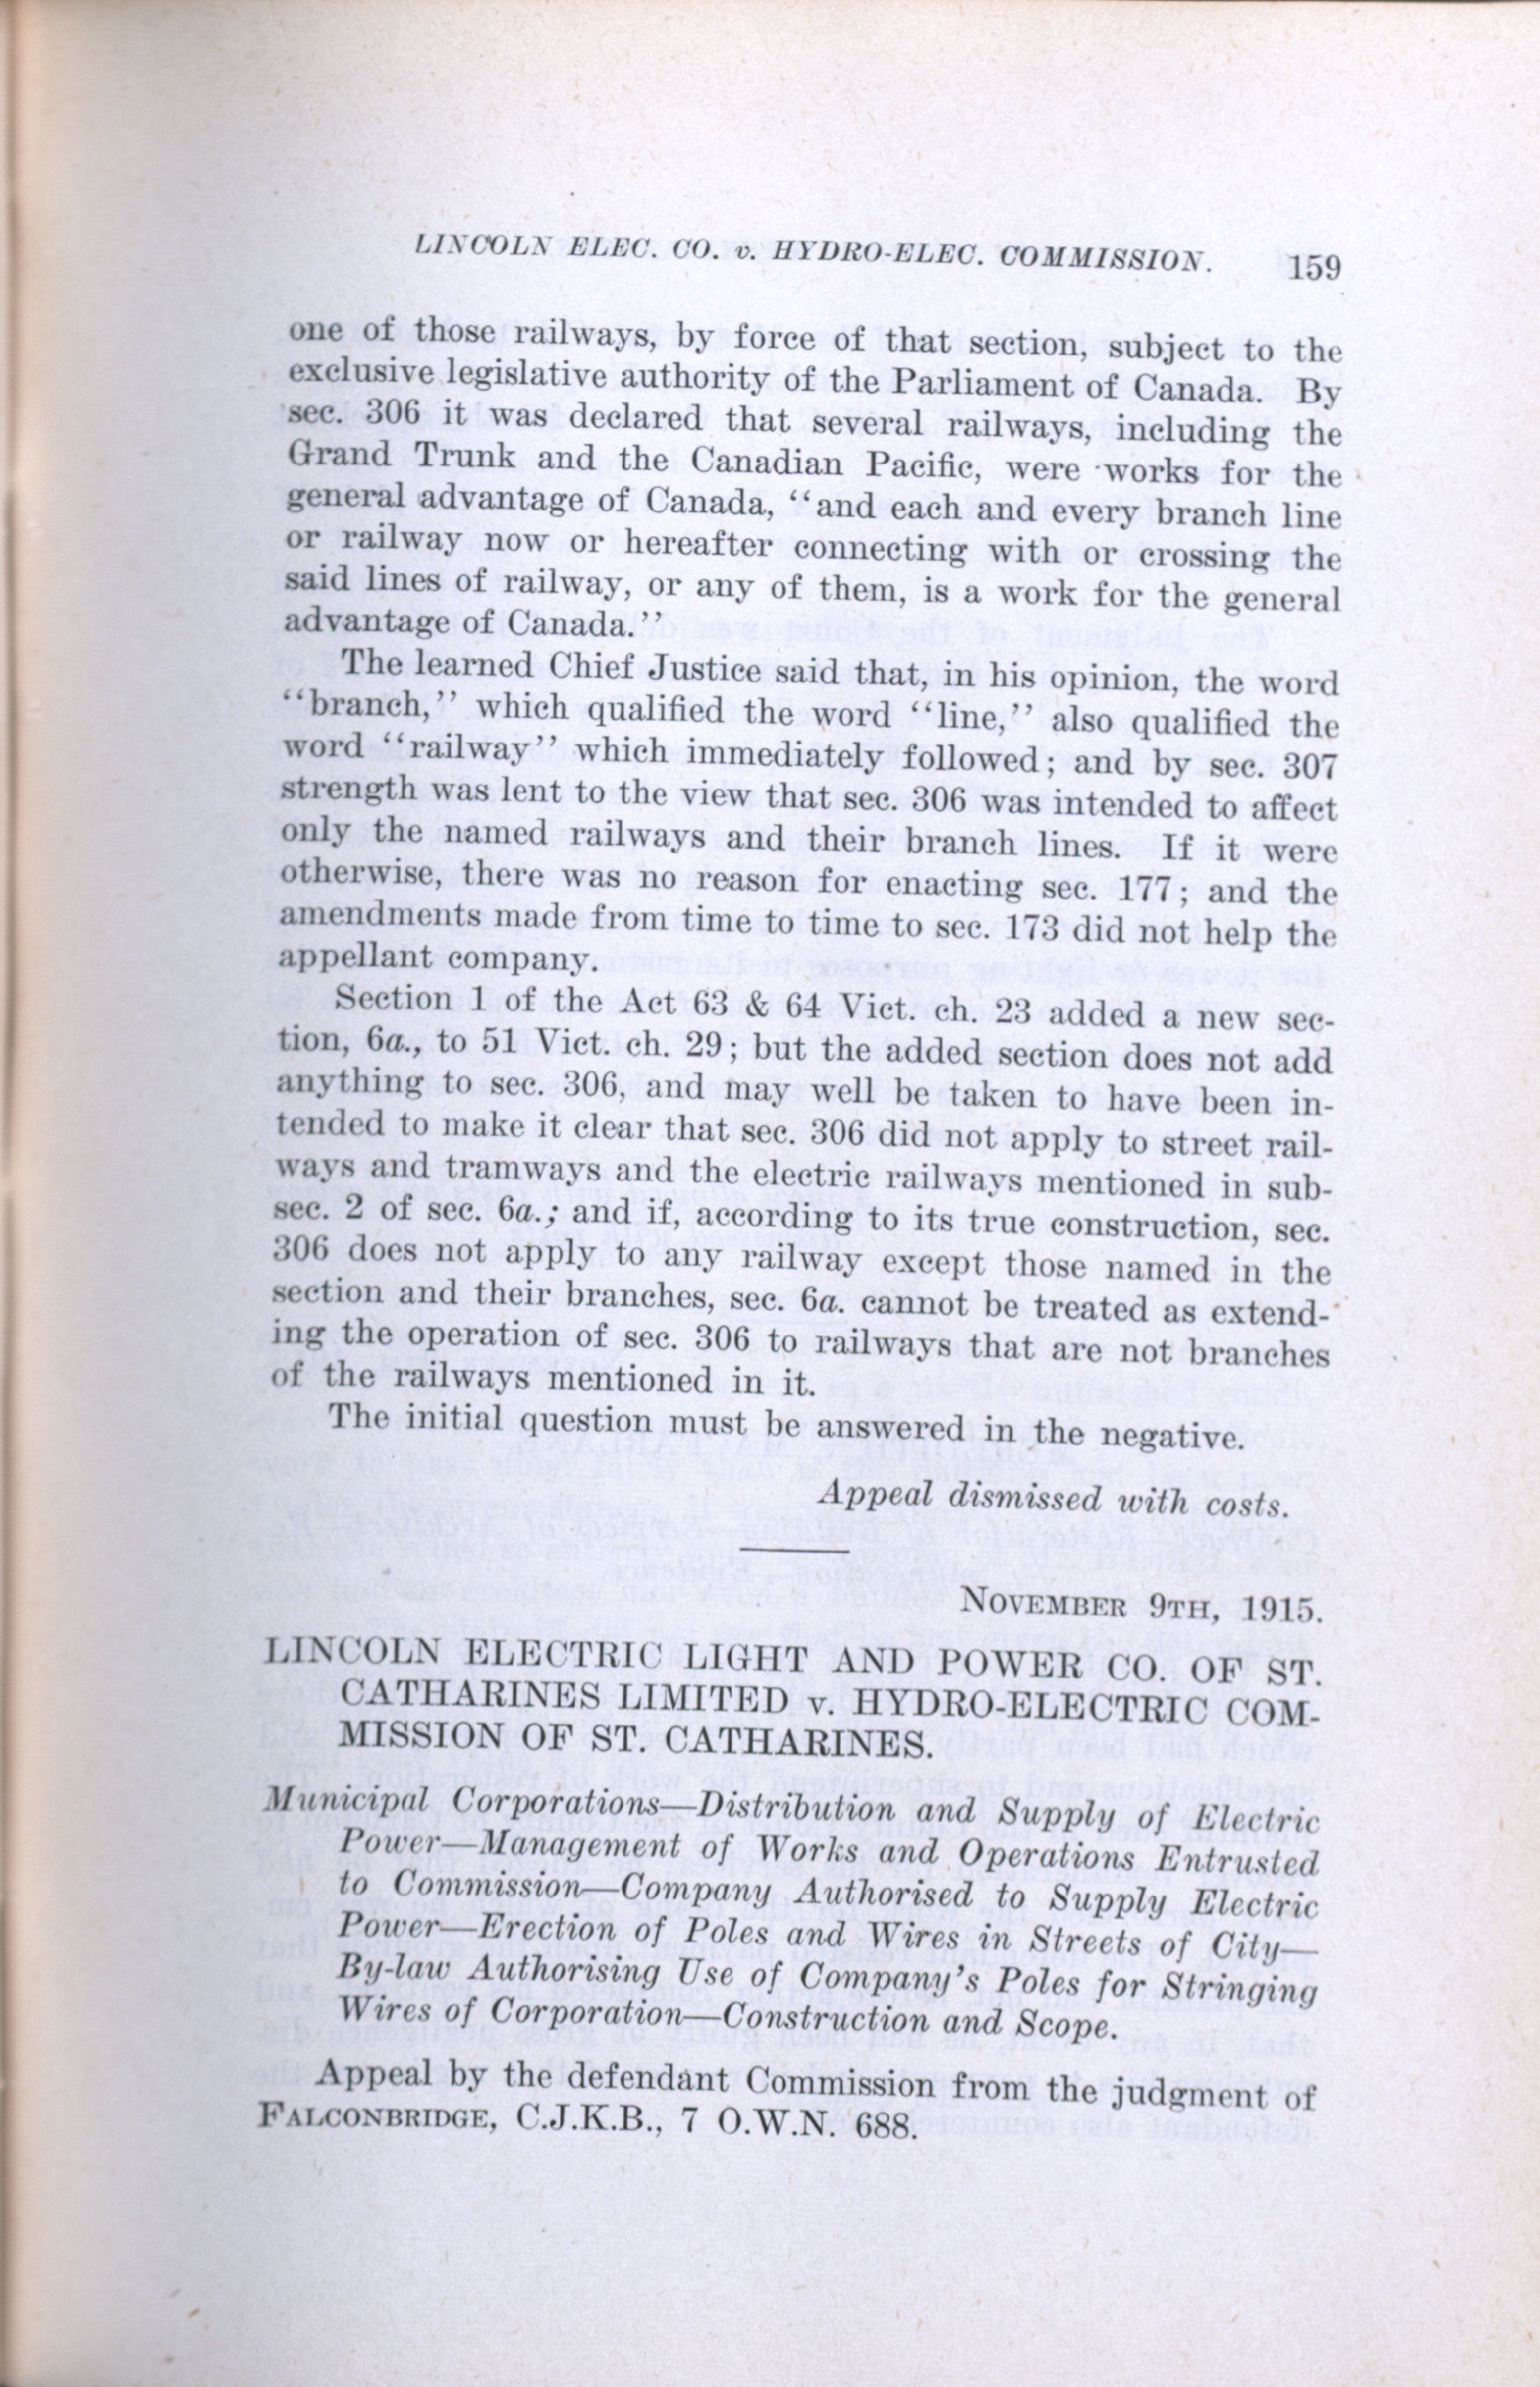 LINCOLN ELEC. CO. v. HYDRO-ELEC. COMMISSION. 159
one of those railways, by force of that section, subject to the
exclusive legislative authority of the Parliament of Canada. By
sec. 306 it was declared that several railways, including the
Grand Trunk and the Canadian Pacific, were works for the
general advantage of Canada, “and each and every branch line
or railway now or hereafter connecting with or crossing the
said lines of railway, or any of them, is a work for the general
advantage of Canada.”
The learned Chief Justice said that, in his opinion, the word
“branch,” which qualified the word “line,” also qualified the
word “railway” which immediately followed; and by sec. 307
strength was lent to the view that sec. 306 was intended to affect
only the named railways and their branch lines. If it were
otherwise, there was no reason for enacting sec. 177; and the
amendments made from time to time to sec. 173 did not help the
appellant company.
Section 1 of the Act 63 & 64 Vict. ch. 23 added a new sec-
tion, 6a., to 51 Vict. ch. 29; but the added section does not add
anything to sec. 306, and may well be taken to have been in-
tended to make it clear that sec. 306 did not apply to street rail-
ways and tramways and the electric railways mentioned in sub-
sec. 2 of sec. 6a.; and if, according to its true construction, sec.
306 does not apply to any railway except those named in the
section and their branches, sec. 6a. cannot be treated as extend-
ing the operation of sec. 306 to railways that are not branches
of the railways mentioned in it.
The initial question must be answered in the negative.
Appeal dismissed with costs.
NOVEMBER 9TH, 1915.
LINCOLN ELECTRIC LIGHT AND POWER CO. OF ST.
CATHARINES LIMITED v. HYDRO-ELECTRIC COM-
MISSION OF ST. CATHARINES.
Municipal Corporations—Distribution and Supply of Electric
Power—Management of Works and Operations Entrusted
to Commission—Company Authorised to Supply Electric
Power—Erection of Poles and Wires in Streets of City—
By-law Authorising Use of Company's Poles for Stringing
Wires of Corporation—Construction and Scope.
Appeal by the defendant Commission from the judgment of
FALCONBRIDGE, C.J.K.B., 7 O.W.N. 688.